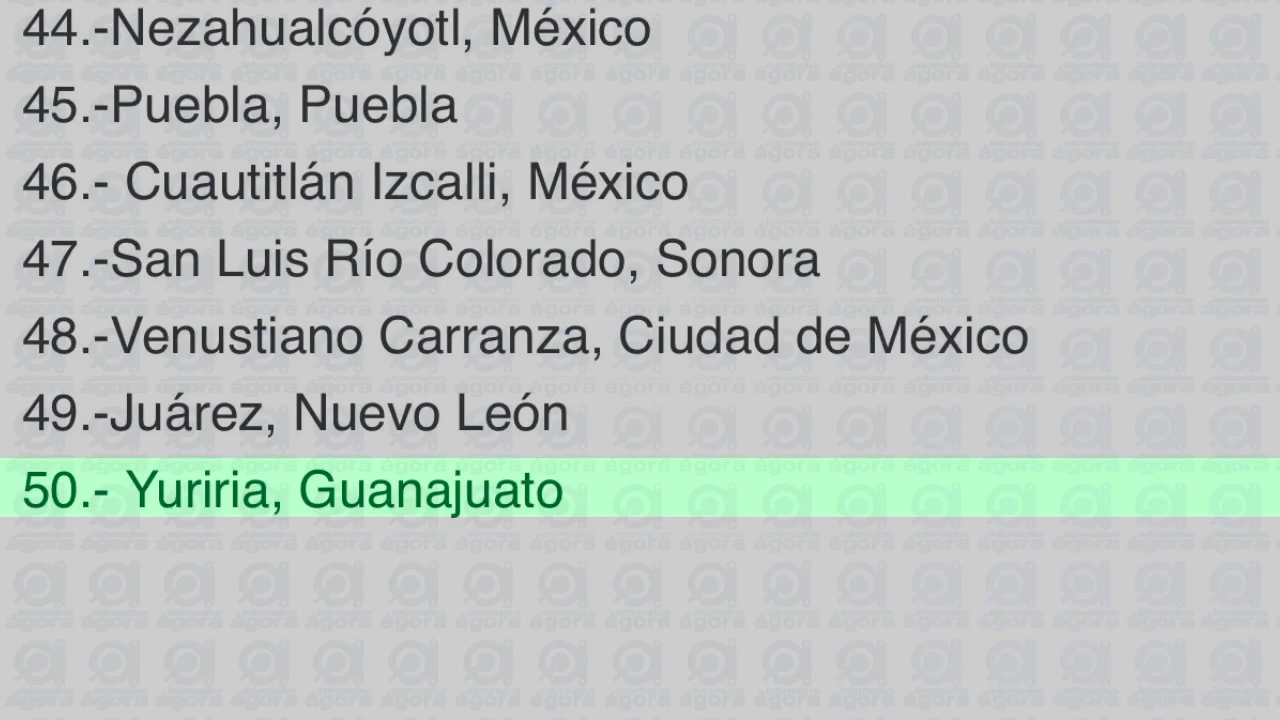 44.-Nezahualcóyotl, México
45.-Puebla, Puebla
46.- Cuautitlán Izcalli, México
47.-San Luis Río Colorado, Sonora
48.-Venustiano Carranza, Ciudad de México
49.-Juárez, Nuevo León
50.- Yuriria, Guanajuato